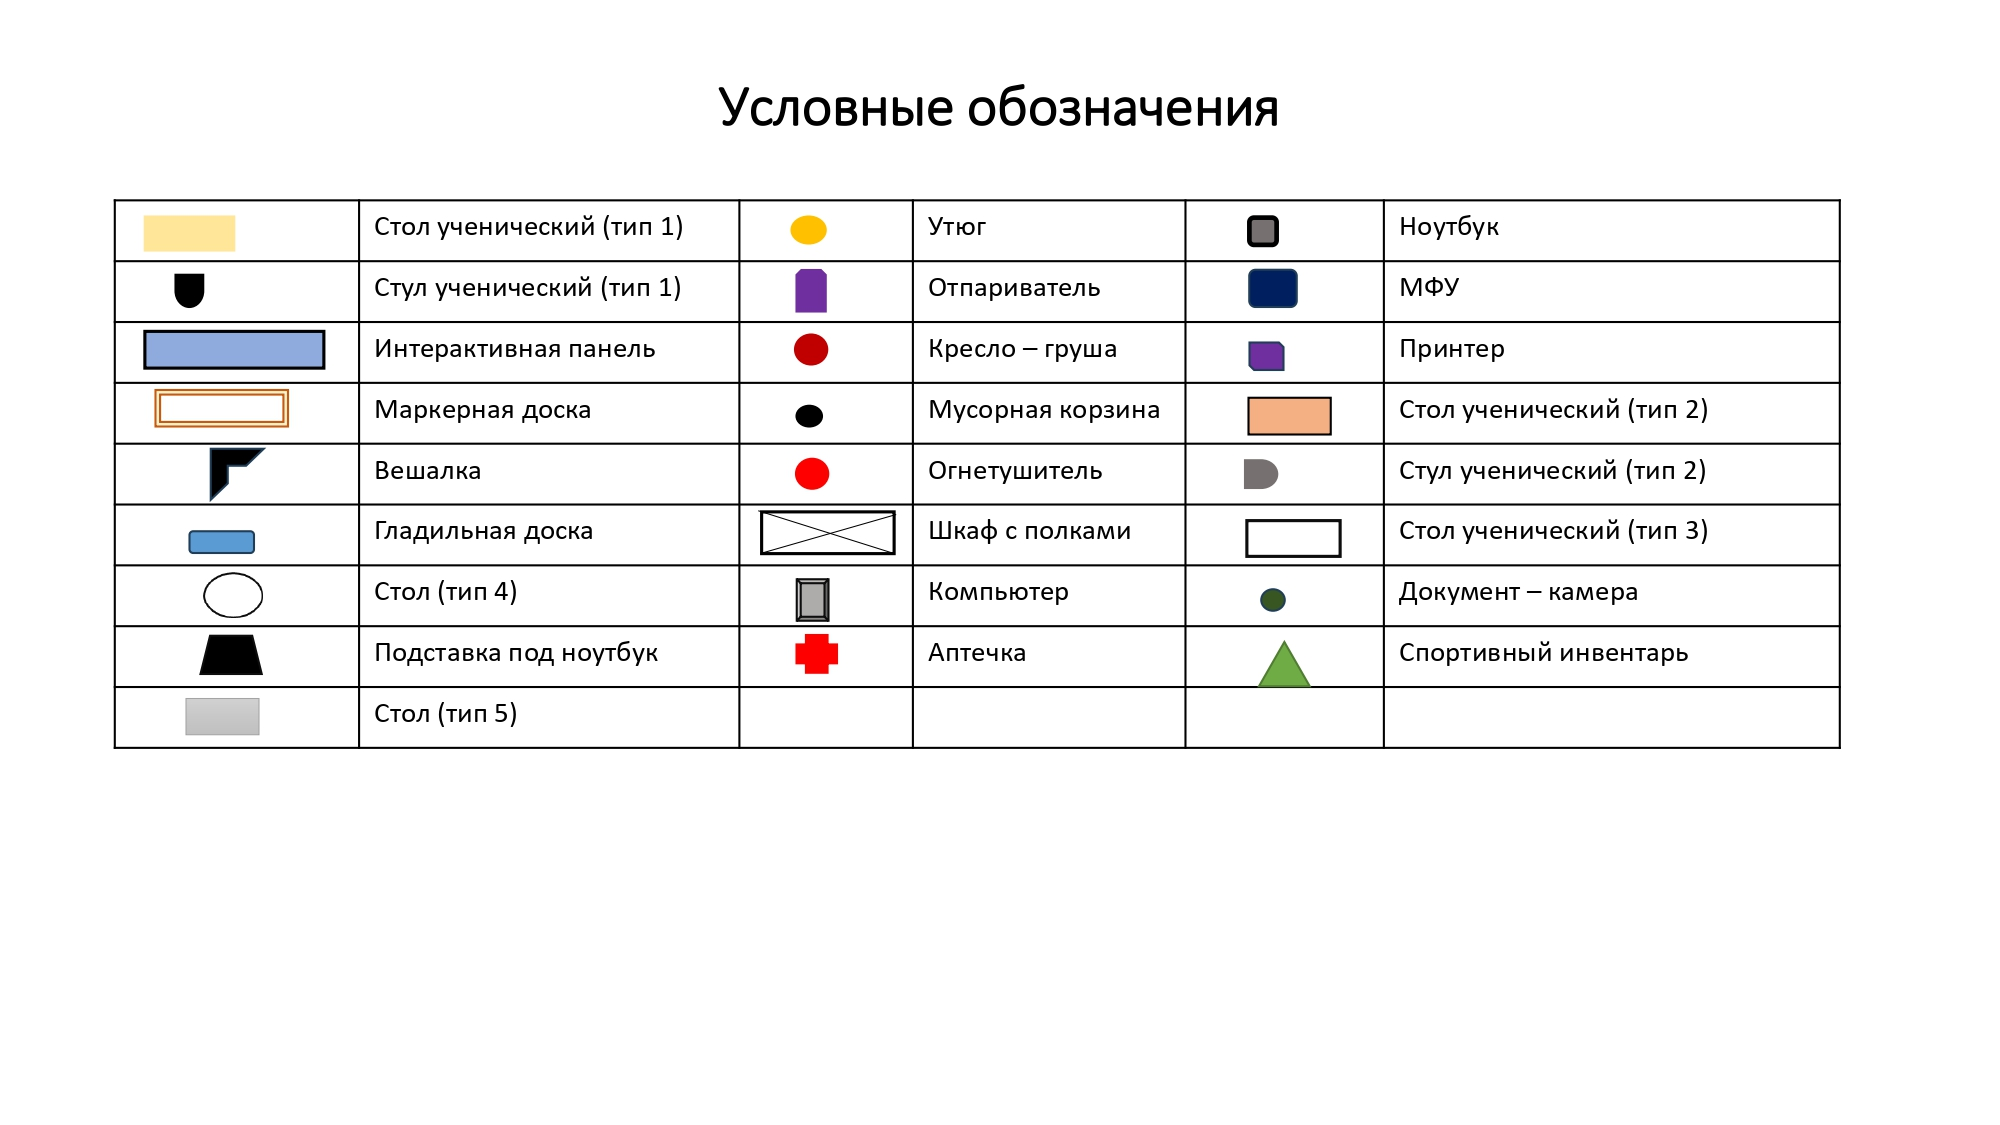 Условные обозначения
Стол ученический (тип 1)
Утюг
Ноутбук
Стул ученический (тип 1)
Отпариватель
МФУ
Интерактивная панель
Кресло – груша
Принтер
Маркерная доска
Мусорная корзина
Стол ученический (тип 2)
Вешалка
Огнетушитель
Стул ученический (тип 2)
Гладильная доска
Шкаф с полками
Стол ученический (тип 3)
Стол (тип 4)
Компьютер
Документ – камера
Подставка под ноутбук
Аптечка
Спортивный инвентарь
Стол (тип 5)